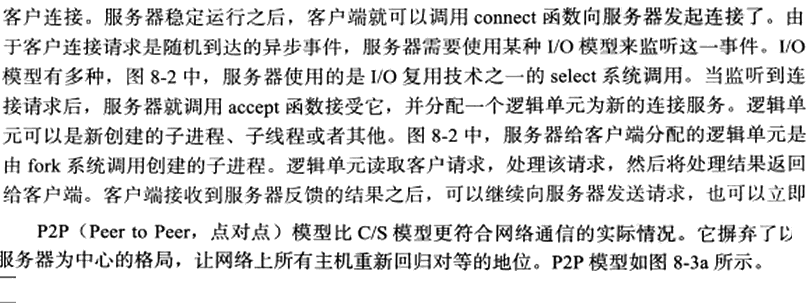 客户连接。服务器稳定运行之后，客户端就可以调用 connect 函数向服务器发起连接了。由
于客户连接请求是随机到达的异步事件，服务器需要使用某种 I/O 模型来监听这一事件。I/O
模型有多种，图 8-2 中，服务器使用的是 I/O 复用技术之一的 select 系统调用。当监听到连
接请求后，服务器就调用 accept 函数接受它，并分配一个逻辑单元为新的连接服务。逻辑单
元可以是新创建的子进程、子线程或者其他。图 8-2 中，服务器给客户端分配的逻辑单元是
由 fork 系统调用创建的子进程。逻辑单元读取客户请求，处理该请求，然后将处理结果返回
给客户端。客户端接收到服务器反馈的结果之后，可以继续向服务器发送请求，也可以立即
P2P（Peer to Peer，点对点）模型比 C/S 模型更符合网络通信的实际情况。它摒弃了以
服务器为中心的格局，让网络上所有主机重新回归对等的地位。P2P 模型如图 8-3a 所示。